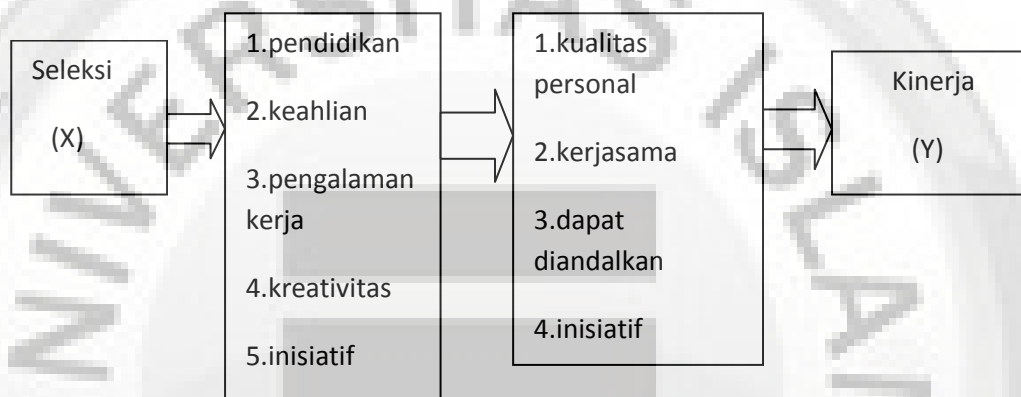 Seleksi
(X)
1.pendidikan
2.keahlian
3.pengalaman
kerja
4.kreativitas
5.inisiatif
1.kualitas
personal
2.kerjasama
3.dapat
diandalkan
4.inisiatif
Kinerja
(Y)